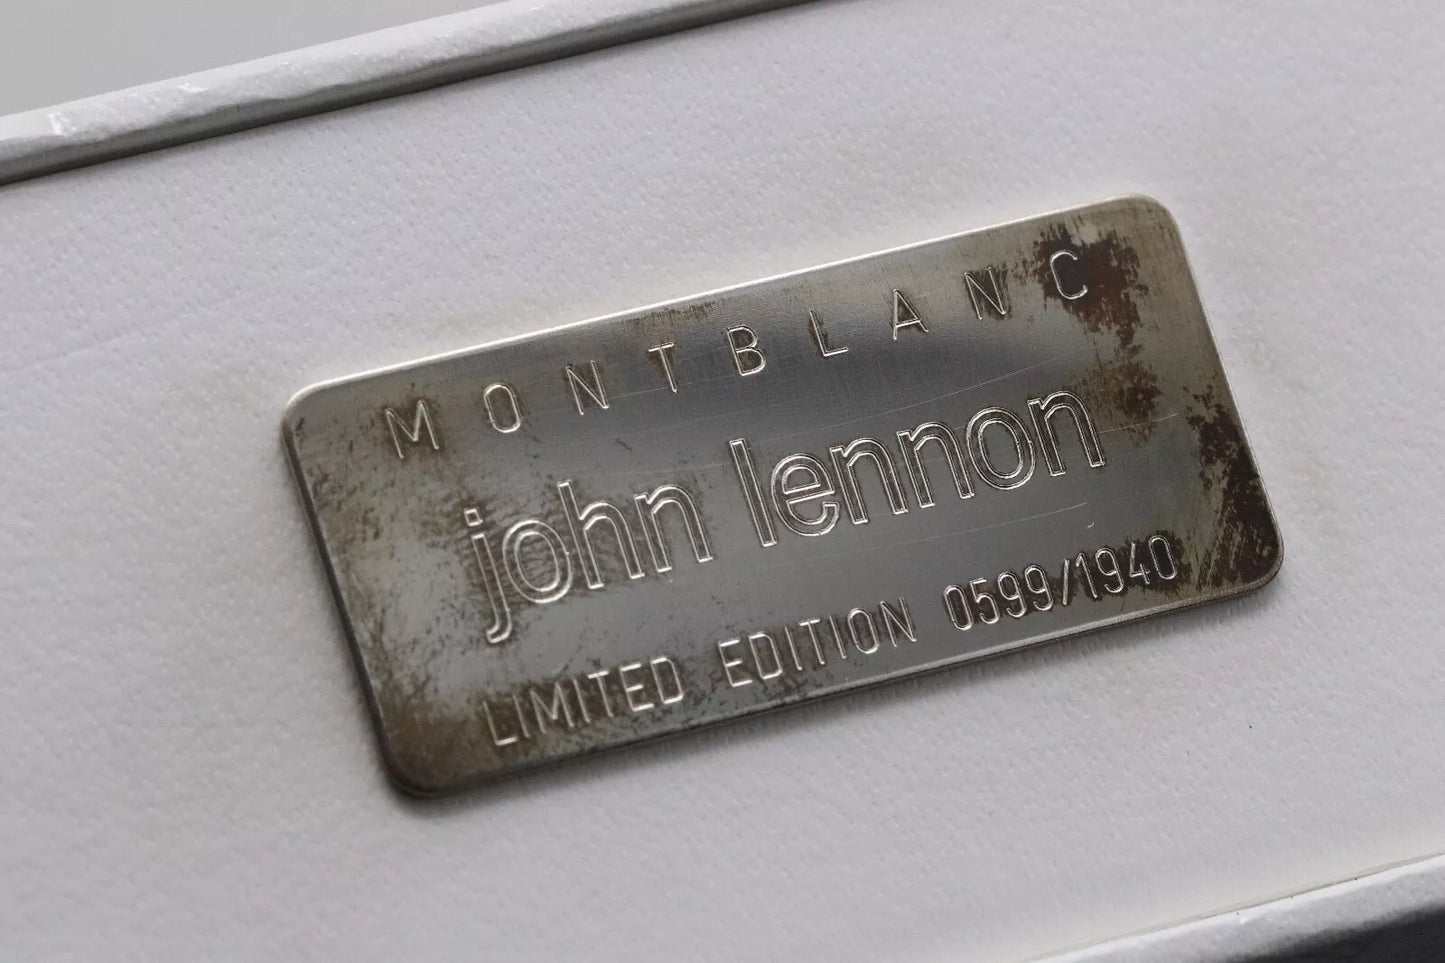 MONTBLANC
john lennon
LIMITED EDITION 0599/1940